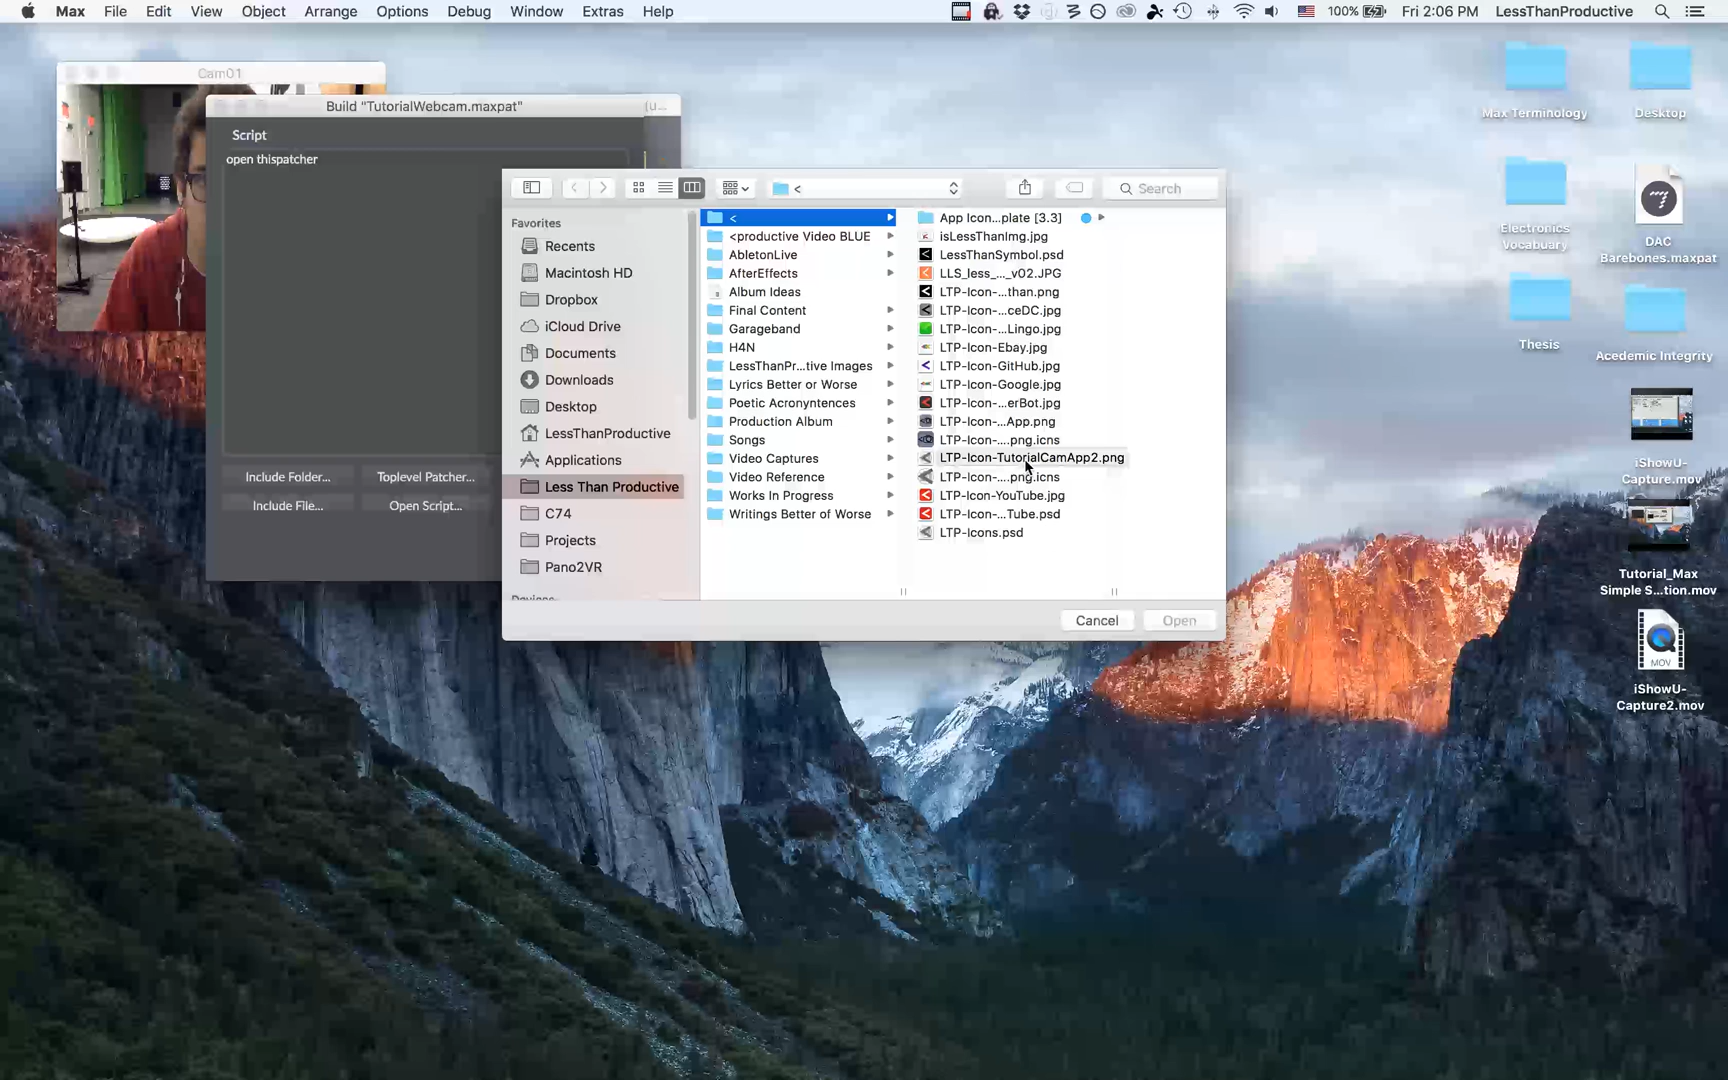 Max File Edit View Object Arrange Options Debug Window Extras Help 100% Fri 2:06 PM LessThanProductive
Cam01
Build "TutorialWebcam.maxpat" (u...
Script
open thispatcher
Include Folder... Toplevel Patcher...
Include File... Open Script...
< Search
Favorites
Recents
Macintosh HD
Dropbox
iCloud Drive
Documents
Downloads
Desktop
LessThanProductive
Applications
Less Than Productive
C74
Projects
Pano2VR
Devices
<
<productive Video BLUE
AbletonLive
AfterEffects
Album Ideas
Final Content
Garageband
H4N
LessThanPr...tive Images
Lyrics Better or Worse
Poetic Acronyntences
Production Album
Songs
Video Captures
Video Reference
Works In Progress
Writings Better of Worse
App Icon...plate [3.3]
isLessThanImg.jpg
LessThanSymbol.psd
LLS_less_..._v02.JPG
LTP-Icon-...than.png
LTP-Icon-...ceDC.jpg
LTP-Icon-...Lingo.jpg
LTP-Icon-Ebay.jpg
LTP-Icon-GitHub.jpg
LTP-Icon-Google.jpg
LTP-Icon-...erBot.jpg
LTP-Icon-...App.png
LTP-Icon-....png.icns
LTP-Icon-TutorialCamApp2.png
LTP-Icon-....png.icns
LTP-Icon-YouTube.jpg
LTP-Icon-...Tube.psd
LTP-Icons.psd
Cancel Open
Max Terminology
Desktop
Electronics
Vocabuary
DAC
Barebones.maxpat
Thesis
Acedemic Integrity
iShowU-
Capture.mov
Tutorial_Max
Simple S...tion.mov
MOV
iShowU-
Capture2.mov